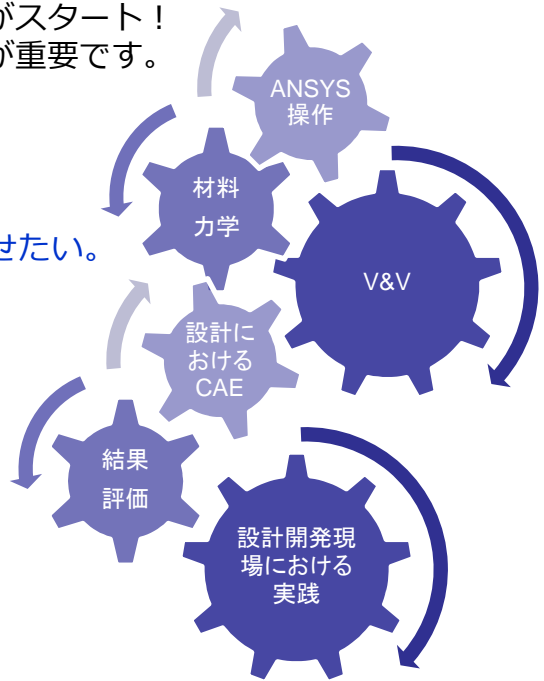 がスタート！
が重要です。
ANSYS
操作
材料
力学
せたい。
V&V
設計に
おける
CAE
結果
評価
設計開発現
場における
実践